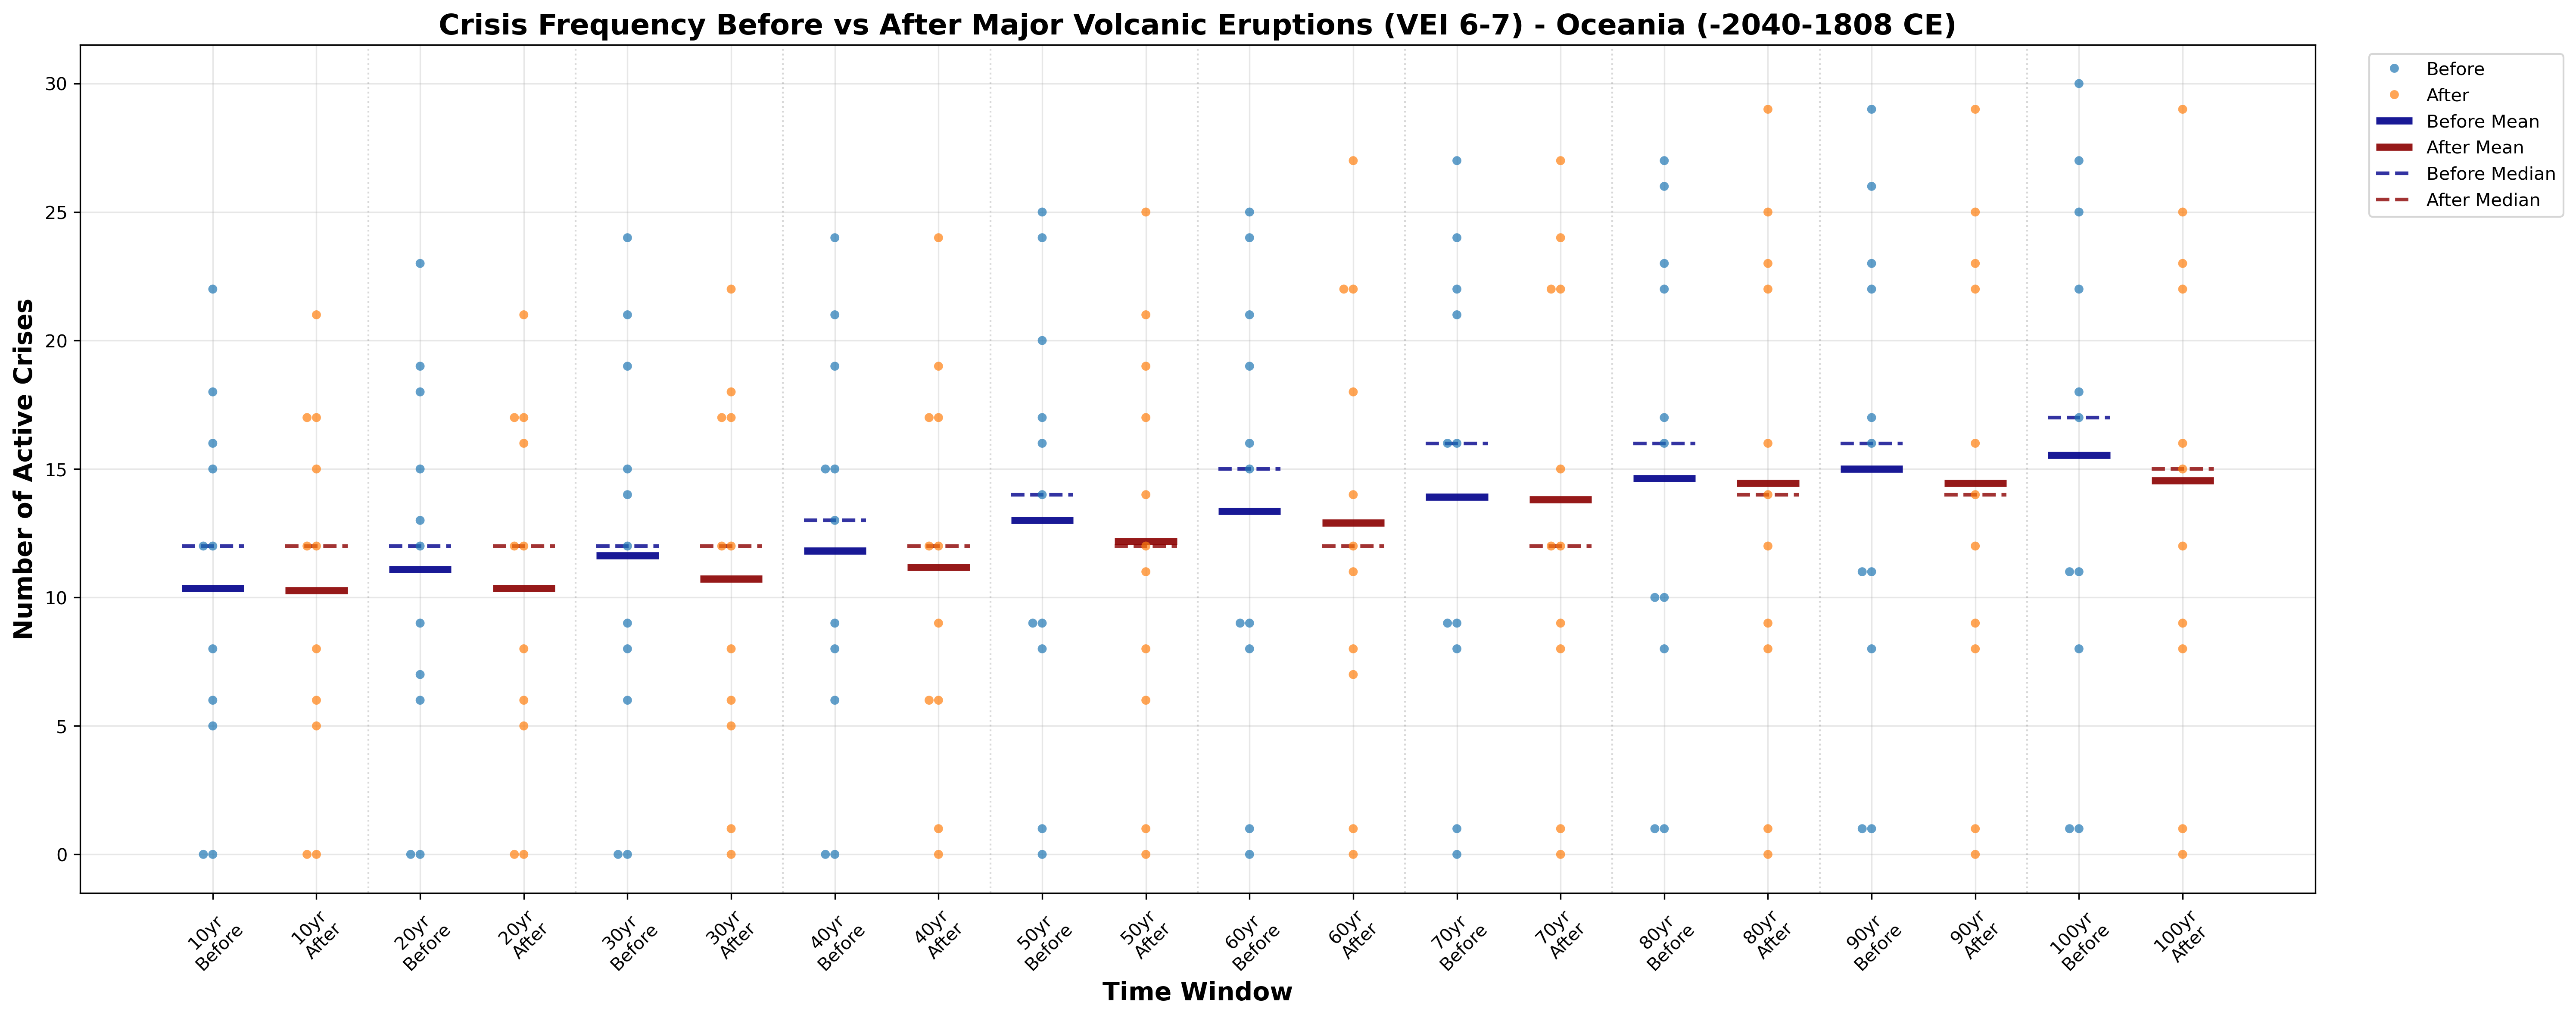 Crisis Frequency Before vs After Major Volcanic Eruptions (VEI 6-7) - Oceania (-2040-1808 CE)
Number of Active Crises
30
25
20
15
10
5
0
10yr
Before
10yr
After
20yr
Before
20yr
After
30yr
Before
30yr
After
40yr
Before
40yr
After
50yr
Before
50yr
After
60yr
Before
60yr
After
70yr
Before
70yr
After
80yr
Before
80yr
After
90yr
Before
90yr
After
100yr
Before
100yr
After
Time Window
Before
After
Before Mean
After Mean
Before Median
After Median